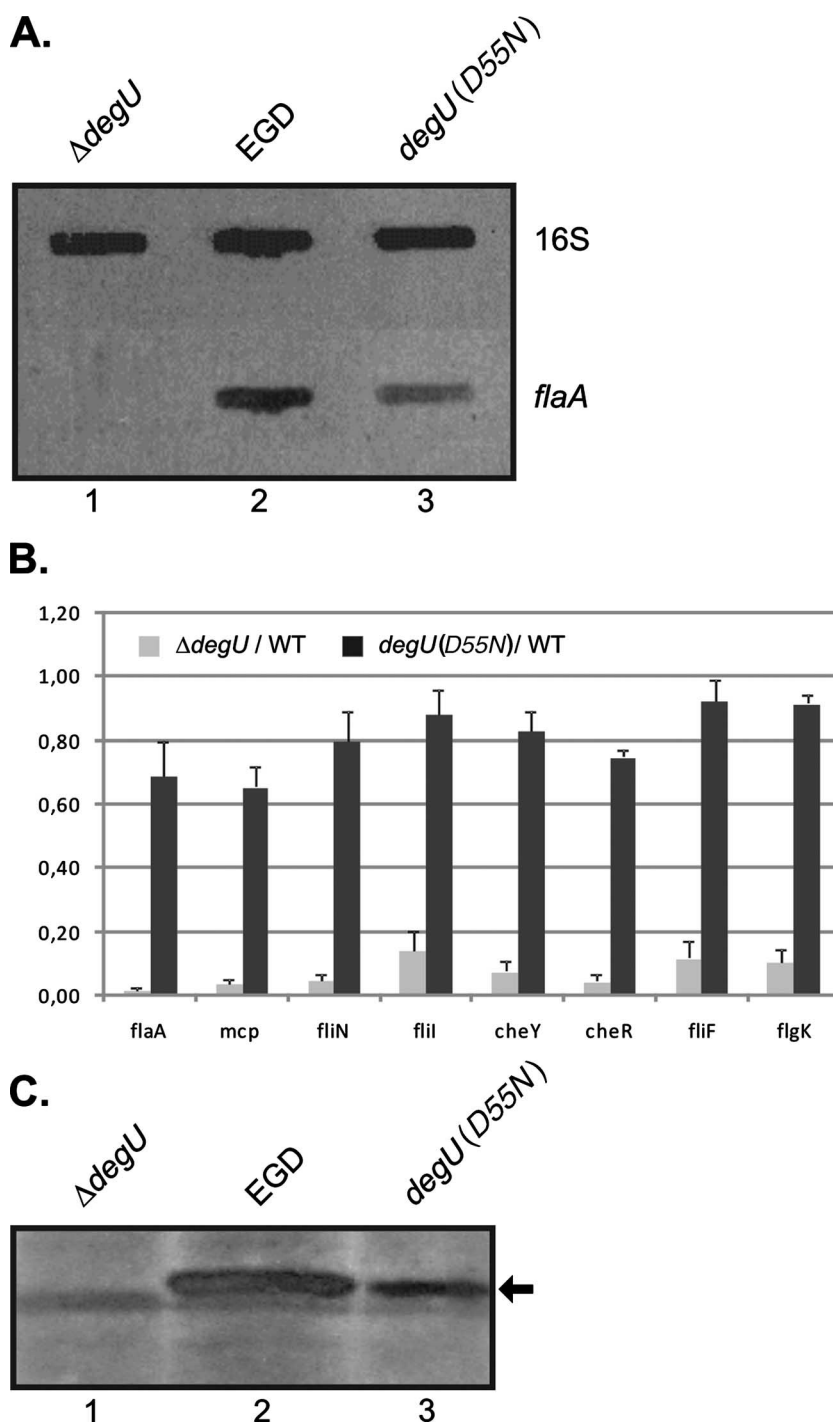 A.
ΔdegU EGD degU(D55N)
16S
flaA
1 2 3
B.
1,20
ΔdegU / WT degU(D55N)/ WT
1,00
0,80
0,60
0,40
0,20
0,00
flaA mcp fliN fliI cheY cheR fliF flgK
C.
ΔdegU EGD degU(D55N)
1 2 3